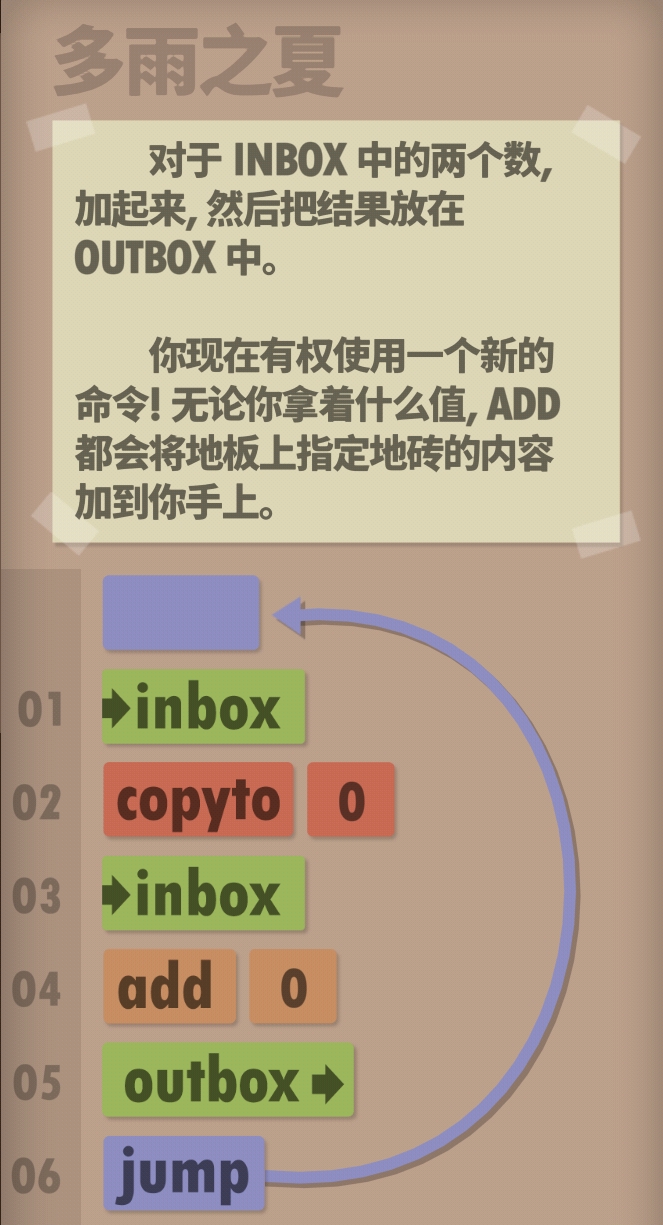 多雨之夏
对于 INBOX 中的两个数,
加起来, 然后把结果放在
OUTBOX 中。
你现在有权使用一个新的
命令! 无论你拿着什么值, ADD
都会将地板上指定地砖的内容
加到你手上。
01 inbox
02 copyto 0
03 inbox
04 add 0
05 outbox
06 jump